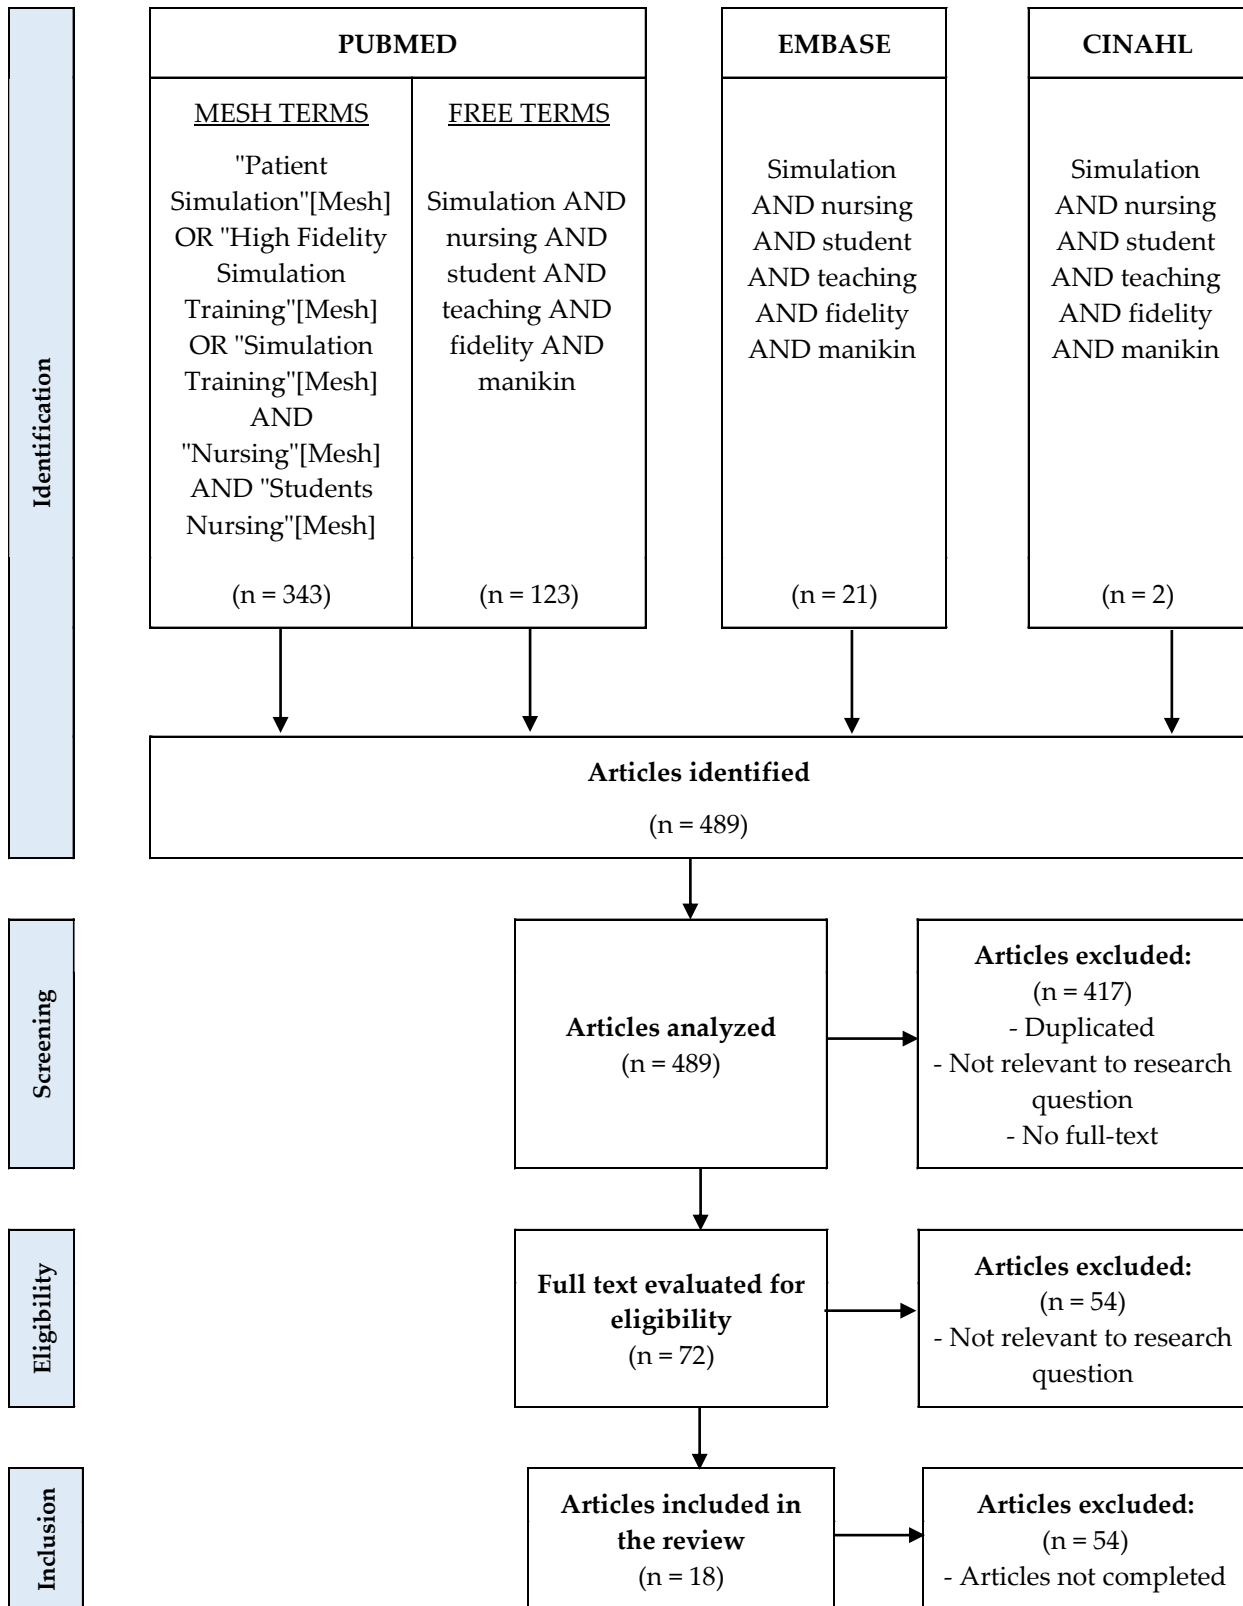 Identification
PUBMED
MESH TERMS
"Patient
Simulation"[Mesh]
OR "High Fidelity
Simulation
Training"[Mesh]
OR "Simulation
Training"[Mesh]
AND
"Nursing"[Mesh]
AND "Students
Nursing"[Mesh]
(n = 343)
FREE TERMS
Simulation AND
nursing AND
student AND
teaching AND
fidelity AND
manikin
(n = 123)
EMBASE
Simulation
AND nursing
AND student
AND teaching
AND fidelity
AND manikin
(n = 21)
CINAHL
Simulation
AND nursing
AND student
AND teaching
AND fidelity
AND manikin
(n = 2)
Articles identified
(n = 489)
Screening
Articles analyzed
(n = 489)
Articles excluded:
(n = 417)
- Duplicated
- Not relevant to research
question
- No full-text
Eligibility
Full text evaluated for
eligibility
(n = 72)
Articles excluded:
(n = 54)
- Not relevant to research
question
Inclusion
Articles included in
the review
(n = 18)
Articles excluded:
(n = 54)
- Articles not completed